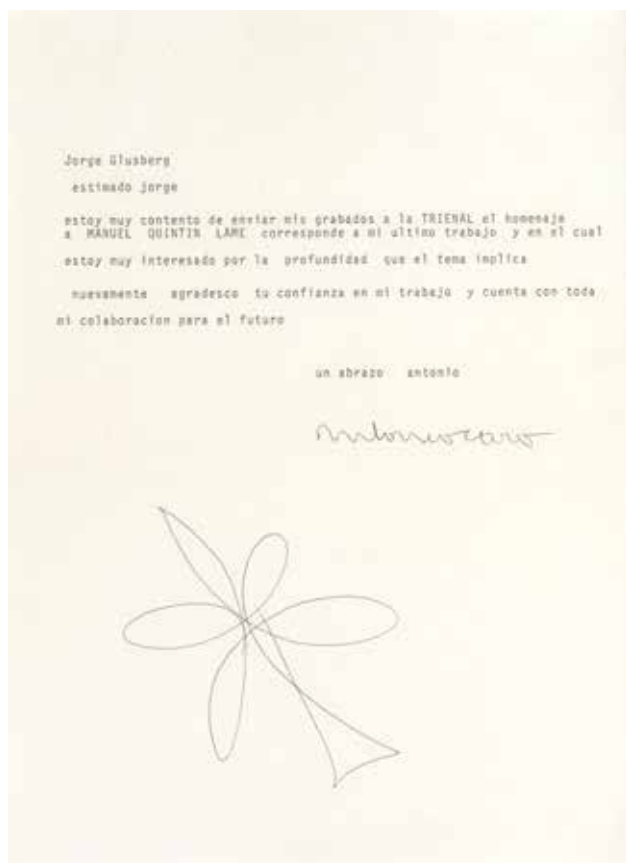 Jorge Glusberg
estimado jorge
estoy muy contento de enviar mis grabados a la TRIENAL el homenaje
a MANUEL QUINTIN LAME corresponde a mi ultimo trabajo y en el cual
estoy muy interesado por la profundidad que el tema implica
nuevamente agradesco tu confianza en mi trabajo y cuenta con toda
mi colaboracion para el futuro
un abrazo antonio
antonio caro